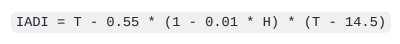 IADI = T - 0.55 * (1 - 0.01 * H) * (T - 14.5)